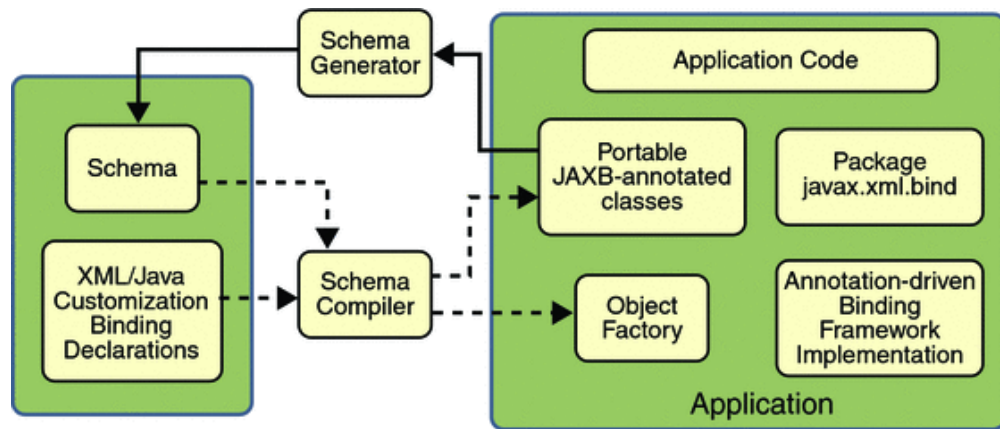 Schema
Generator
Application Code
Schema
Portable
JAXB-annotated
classes
Package
javax.xml.bind
XML/Java
Customization
Binding
Declarations
Schema
Compiler
Object
Factory
Annotation-driven
Binding
Framework
Implementation
Application